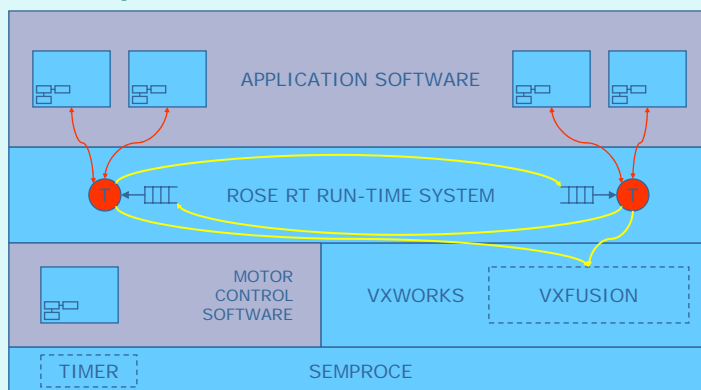 APPLICATION SOFTWARE
T
ROSE RT RUN-TIME SYSTEM
T
MOTOR
CONTROL
SOFTWARE
VXWORKS
VXFUSION
TIMER
SEMPROCE